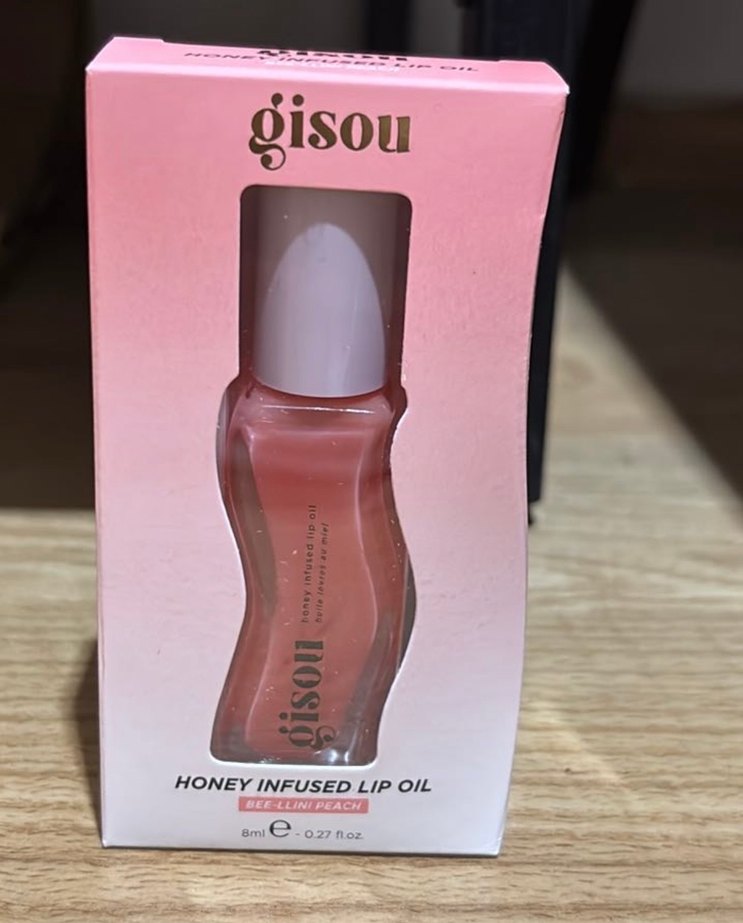 HONEY INFUSED LIP OIL
gisou
honey infused lip oil
huile lèvres au miel
gisou
HONEY INFUSED LIP OIL
BEE-LLINI PEACH
8ml ℮ - 0.27 fl.oz.